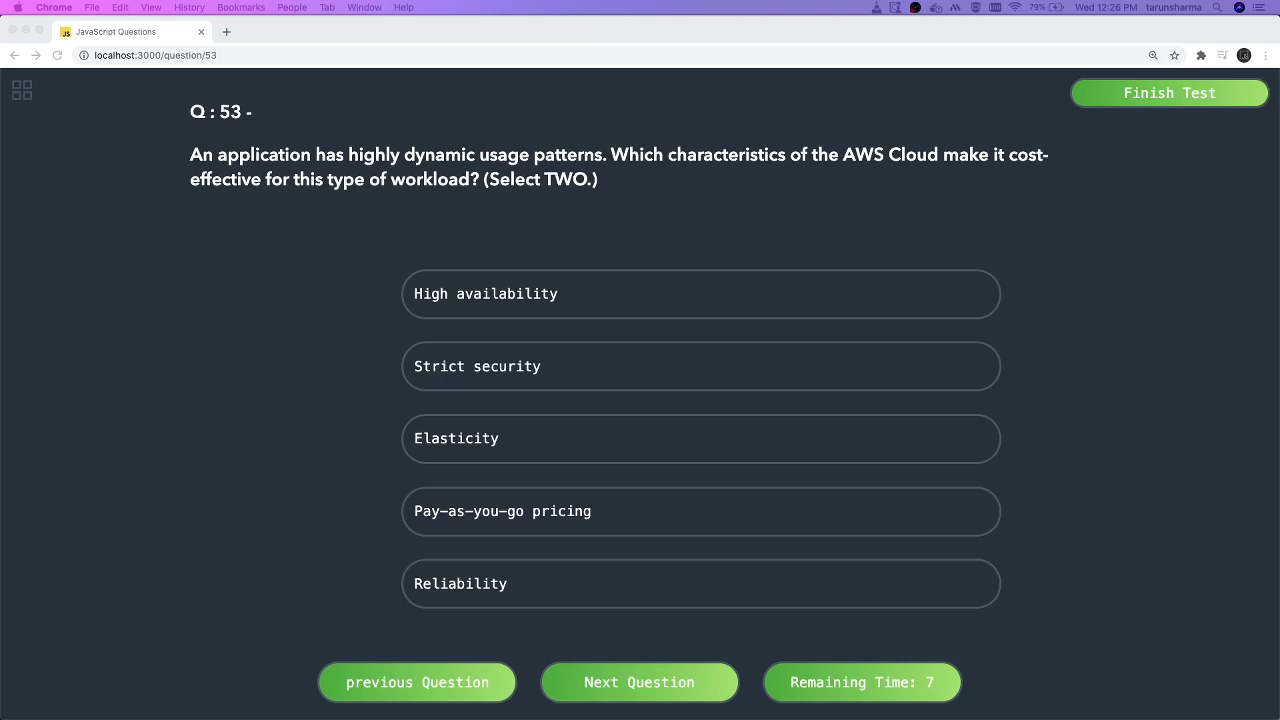 Chrome File Edit View History Bookmarks People Tab Window Help 79% Wed 12:26 PM tarunsharma
JavaScript Questions
localhost:3000/question/53
Finish Test
Q : 53 -
An application has highly dynamic usage patterns. Which characteristics of the AWS Cloud make it cost-
effective for this type of workload? (Select TWO.)
High availability
Strict security
Elasticity
Pay-as-you-go pricing
Reliability
previous Question
Next Question
Remaining Time: 7